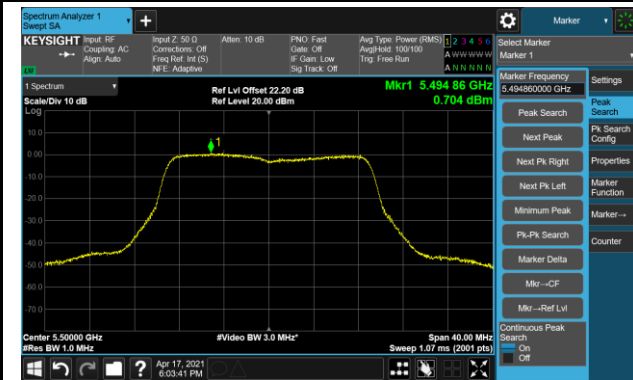 Spectrum Analyzer 1
Swept SA
+
Marker
KEYSIGHT
Input: RF
Coupling: AC
Align: Auto
Input Z: 50 Ω
Corrections: Off
Freq Ref: Int (S)
NFE: Adaptive
Atten: 10 dB
PNO: Fast
Gate: Off
IF Gain: Low
Sig Track: Off
Avg Type: Power (RMS)
Avg|Hold: 100/100
Trig: Free Run
1 2 3 4 5 6
A W W W W W
A N N N N N
Select Marker
Marker 1
LXI
1 Spectrum
Scale/Div 10 dB
Log
Ref Lvl Offset 22.20 dB
Ref Level 20.00 dBm
Mkr1 5.494 86 GHz
0.704 dBm
1
10.0
0.00
-10.0
-20.0
-30.0
-40.0
-50.0
-60.0
-70.0
Center 5.50000 GHz
#Res BW 1.0 MHz
#Video BW 3.0 MHz*
Span 40.00 MHz
Sweep 1.07 ms (2001 pts)
Marker Frequency
5.494860000 GHz
Peak Search
Next Peak
Next Pk Right
Next Pk Left
Minimum Peak
Pk-Pk Search
Marker Delta
Mkr→CF
Mkr→Ref Lvl
Continuous Peak
Search
On
Off
Settings
Peak
Search
Pk Search
Config
Properties
Marker
Function
Marker→
Counter
?
Apr 17, 2021
6:03:41 PM